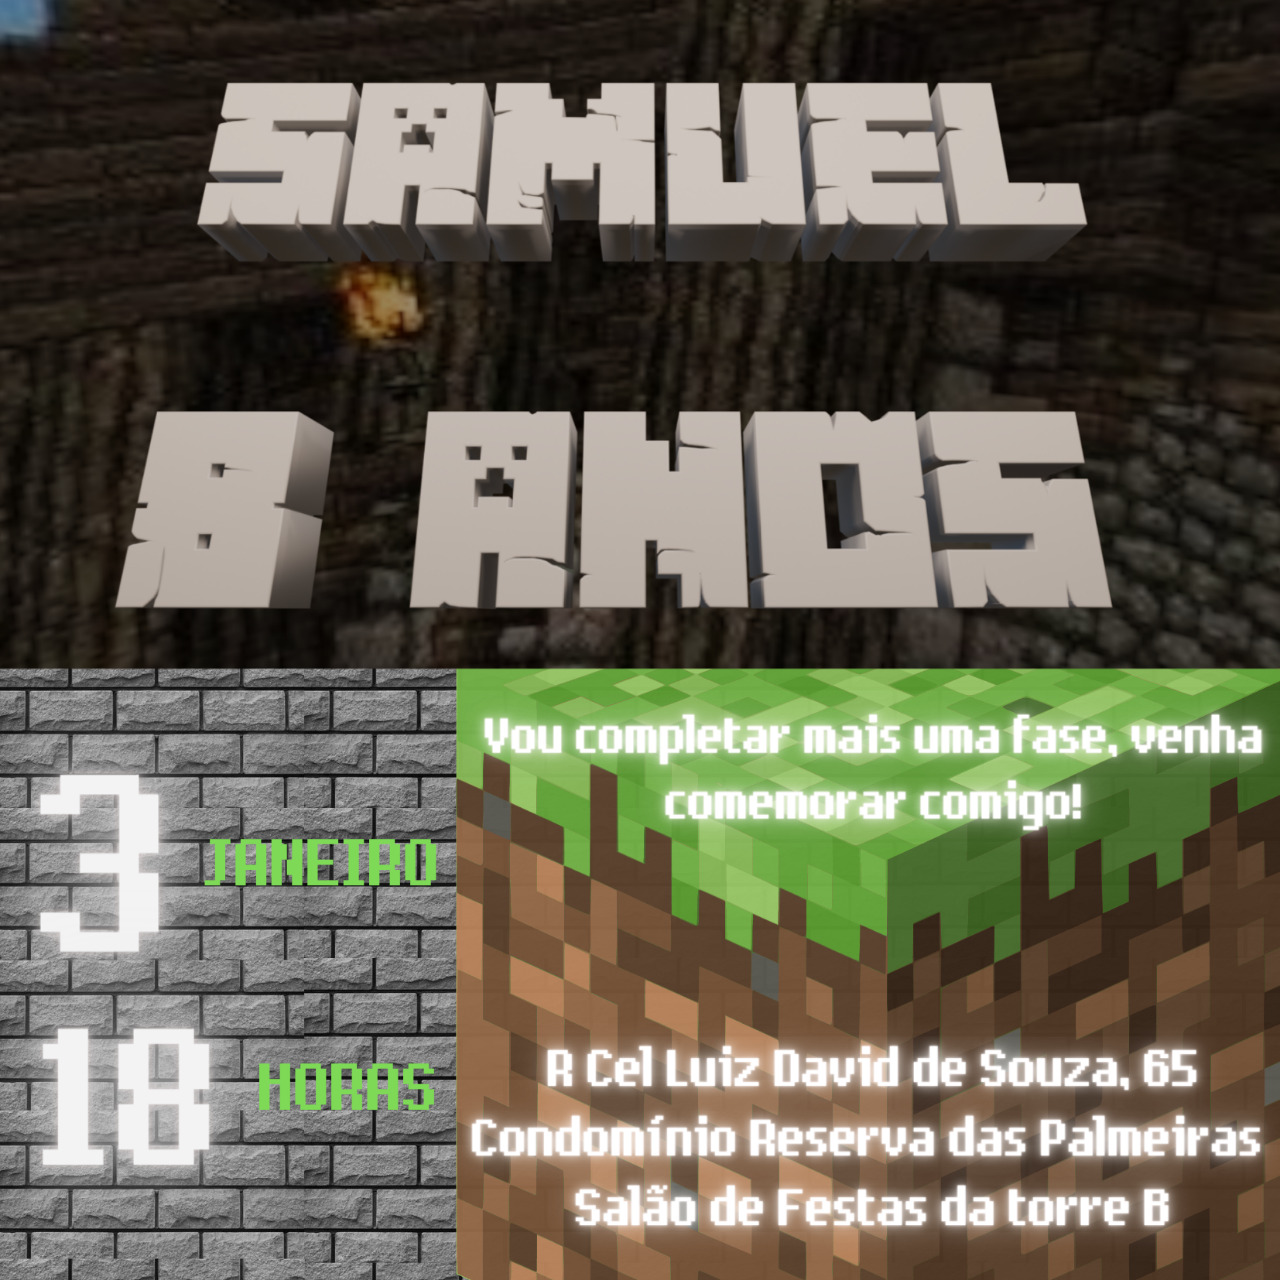 SAMUEL
8 ANOS
3 JANEIRO
18 HORAS
Vou completar mais uma fase, venha
comemorar comigo!
R Cel Luiz David de Souza, 65
Condomínio Reserva das Palmeiras
Salão de Festas da torre B